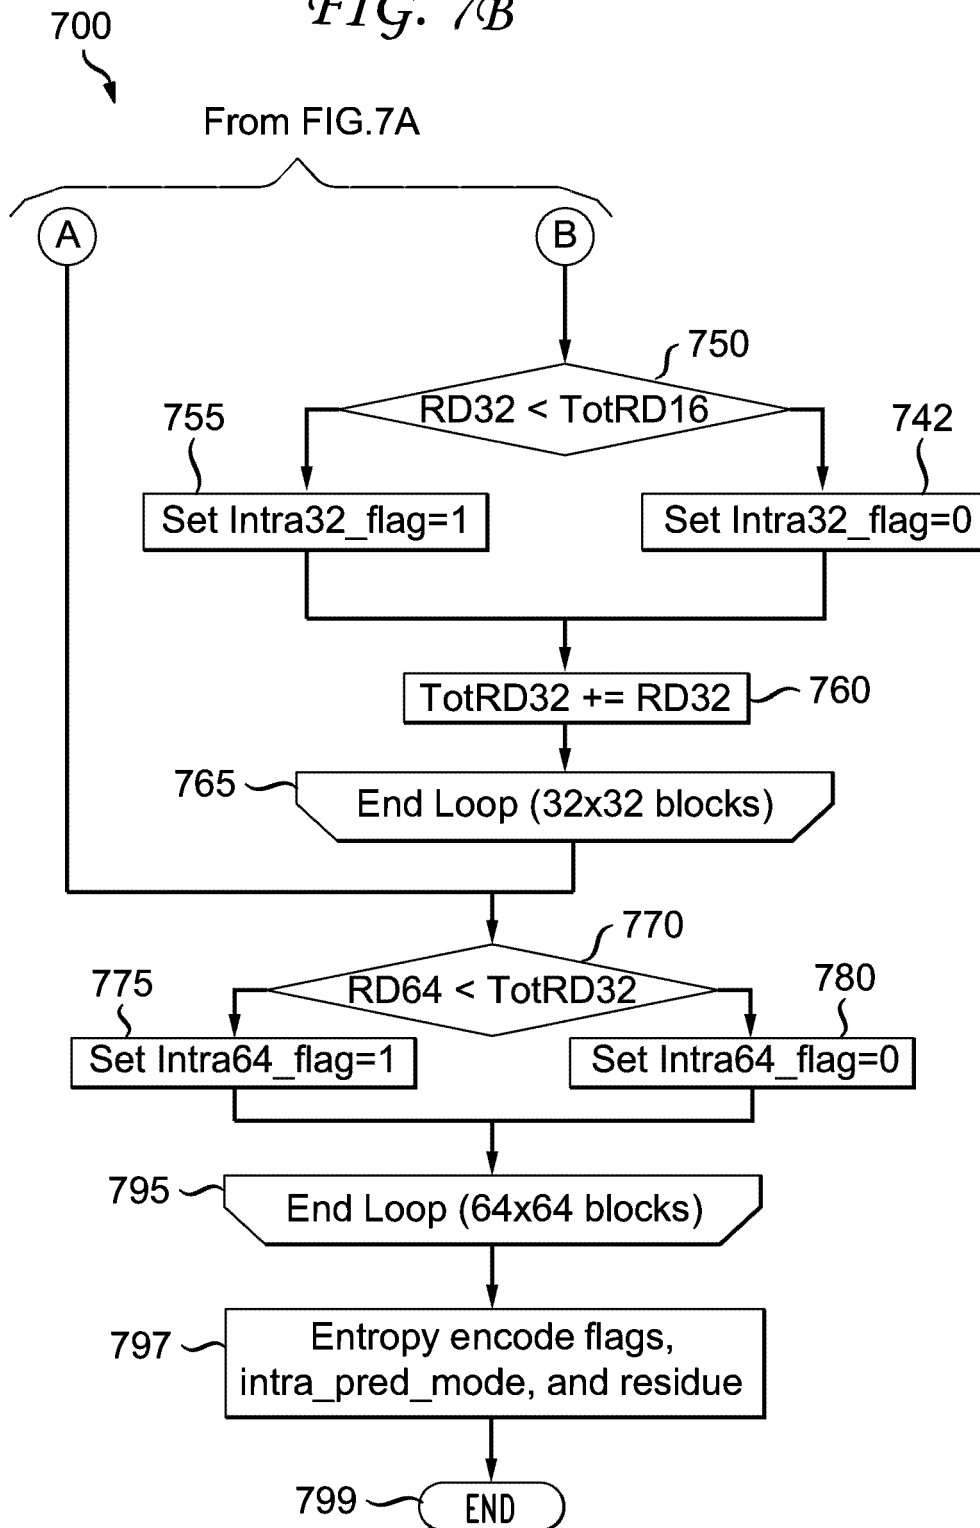 FIG. 7B
700
From FIG.7A
A
B
750
RD32 < TotRD16
755
742
Set Intra32_flag=1
Set Intra32_flag=0
TotRD32 += RD32
760
765
End Loop (32x32 blocks)
770
RD64 < TotRD32
775
780
Set Intra64_flag=1
Set Intra64_flag=0
795
End Loop (64x64 blocks)
797
Entropy encode flags,
intra_pred_mode, and residue
799
END